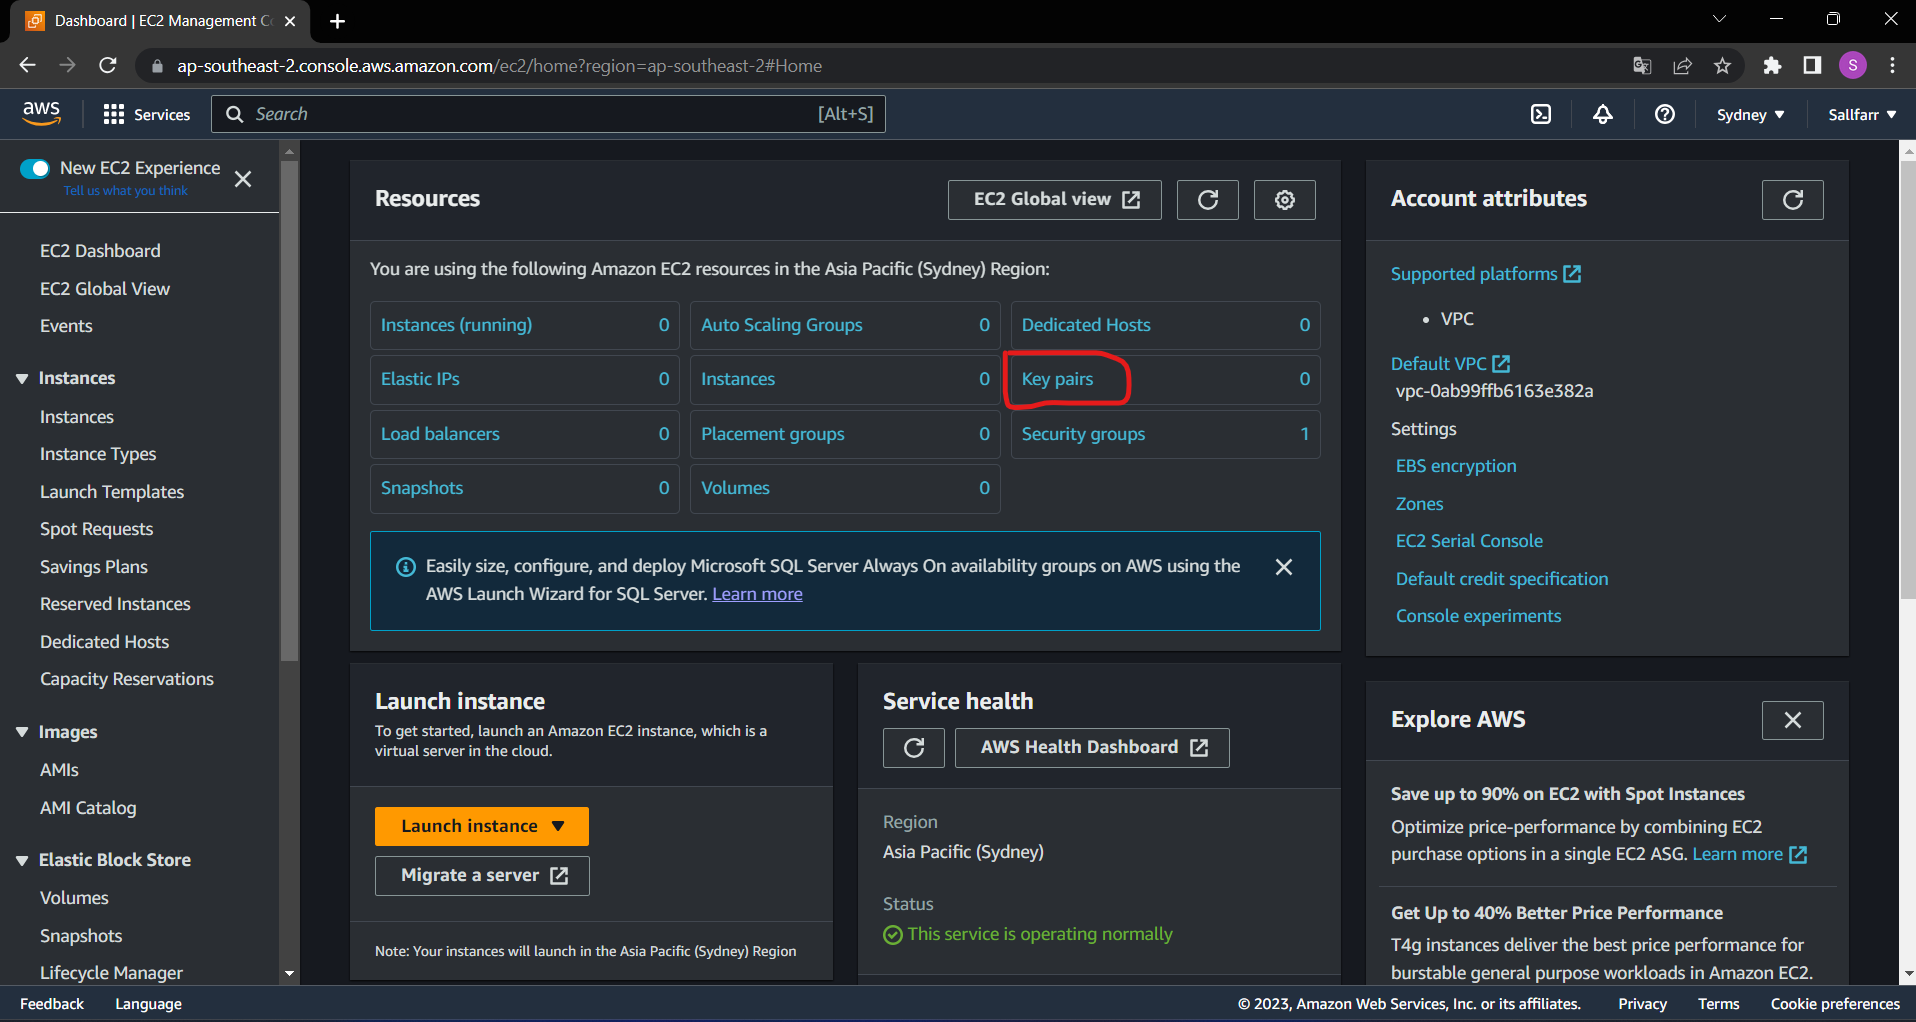 Dashboard | EC2 Management Co
ap-southeast-2.console.aws.amazon.com/ec2/home?region=ap-southeast-2#Home
S
aws
Services
Search
[Alt+S]
Sydney
Sallfarr
New EC2 Experience
Tell us what you think
EC2 Dashboard
EC2 Global View
Events
Instances
Instances
Instance Types
Launch Templates
Spot Requests
Savings Plans
Reserved Instances
Dedicated Hosts
Capacity Reservations
Images
AMIs
AMI Catalog
Elastic Block Store
Volumes
Snapshots
Lifecycle Manager
Resources
EC2 Global view
You are using the following Amazon EC2 resources in the Asia Pacific (Sydney) Region:
Instances (running) 0
Auto Scaling Groups 0
Dedicated Hosts 0
Elastic IPs 0
Instances 0
Key pairs 0
Load balancers 0
Placement groups 0
Security groups 1
Snapshots 0
Volumes 0
Easily size, configure, and deploy Microsoft SQL Server Always On availability groups on AWS using the
AWS Launch Wizard for SQL Server. Learn more
Launch instance
To get started, launch an Amazon EC2 instance, which is a
virtual server in the cloud.
Launch instance
Migrate a server
Note: Your instances will launch in the Asia Pacific (Sydney) Region
Service health
AWS Health Dashboard
Region
Asia Pacific (Sydney)
Status
This service is operating normally
Account attributes
Supported platforms
VPC
Default VPC
vpc-0ab99ffb6163e382a
Settings
EBS encryption
Zones
EC2 Serial Console
Default credit specification
Console experiments
Explore AWS
Save up to 90% on EC2 with Spot Instances
Optimize price-performance by combining EC2
purchase options in a single EC2 ASG. Learn more
Get Up to 40% Better Price Performance
T4g instances deliver the best price performance for
burstable general purpose workloads in Amazon EC2.
Feedback
Language
© 2023, Amazon Web Services, Inc. or its affiliates.
Privacy
Terms
Cookie preferences